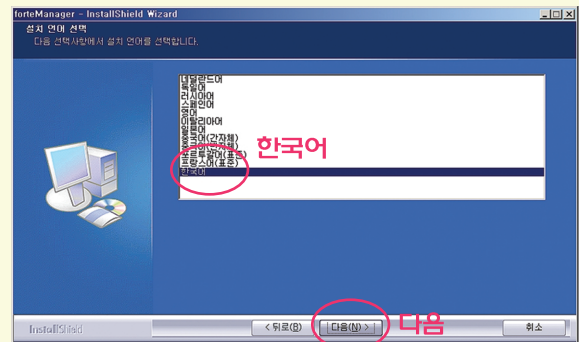 forteManager - InstallShield Wizard
설치 언어 선택
다음 선택사항에서 설치 언어를 선택합니다.
네덜란드어
독일어
러시아어
스페인어
영어
이탈리아어
일본어
중국어(간자체)
중국어(번자체)
포르투갈어(표준)
프랑스어(표준)
한국어
한국어
InstallShield
< 뒤로(B)
다음(N) >
다음
취소